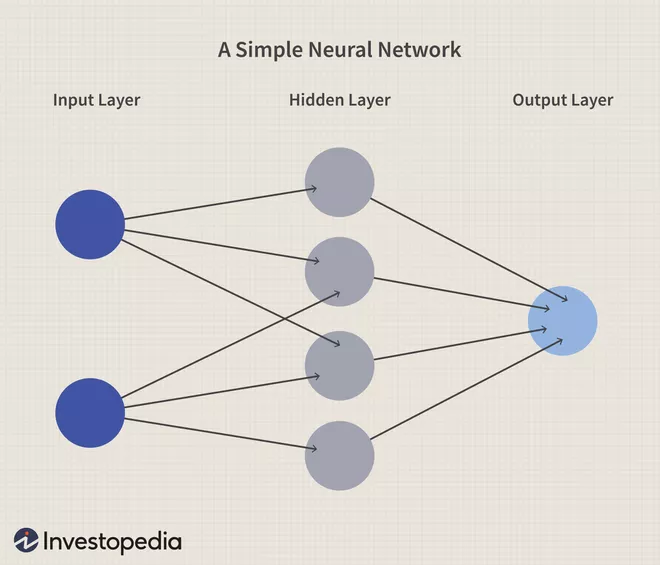 A Simple Neural Network
Input Layer
Hidden Layer
Output Layer
Investopedia